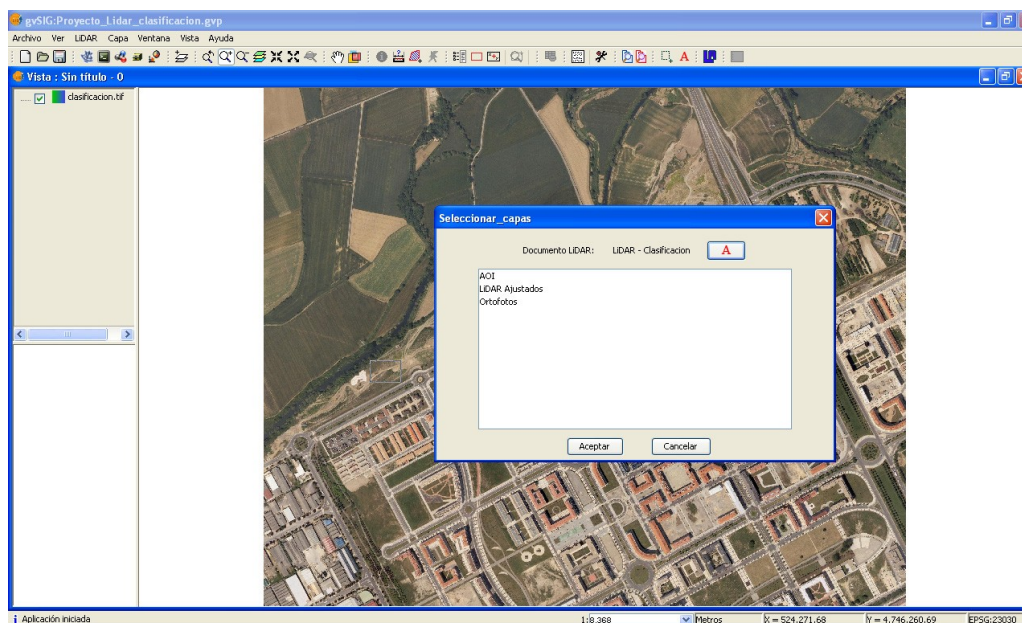 gvSIG:Proyecto_Lidar_clasificacion.gvp
Archivo Ver LiDAR Capa Ventana Vista Ayuda
Vista : Sin título - 0
clasificacion.tif
Seleccionar_capas
Documento LiDAR: LiDAR - Clasificacion A
AOI
LiDAR Ajustados
Ortofotos
Aceptar Cancelar
Aplicación iniciada 1:8.368 Metros X = 524.271,68 Y = 4.746.260,69 EPSG:23030